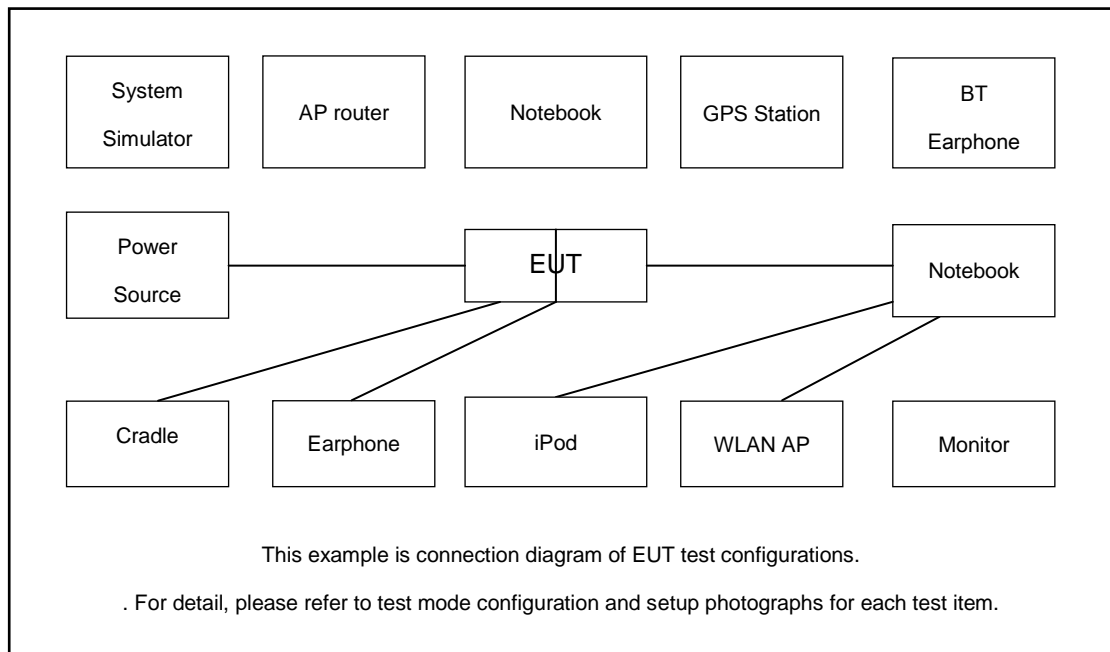 System
Simulator
AP router
Notebook
GPS Station
BT
Earphone
Power
Source
EUT
Notebook
Cradle
Earphone
iPod
WLAN AP
Monitor
This example is connection diagram of EUT test configurations.
. For detail, please refer to test mode configuration and setup photographs for each test item.